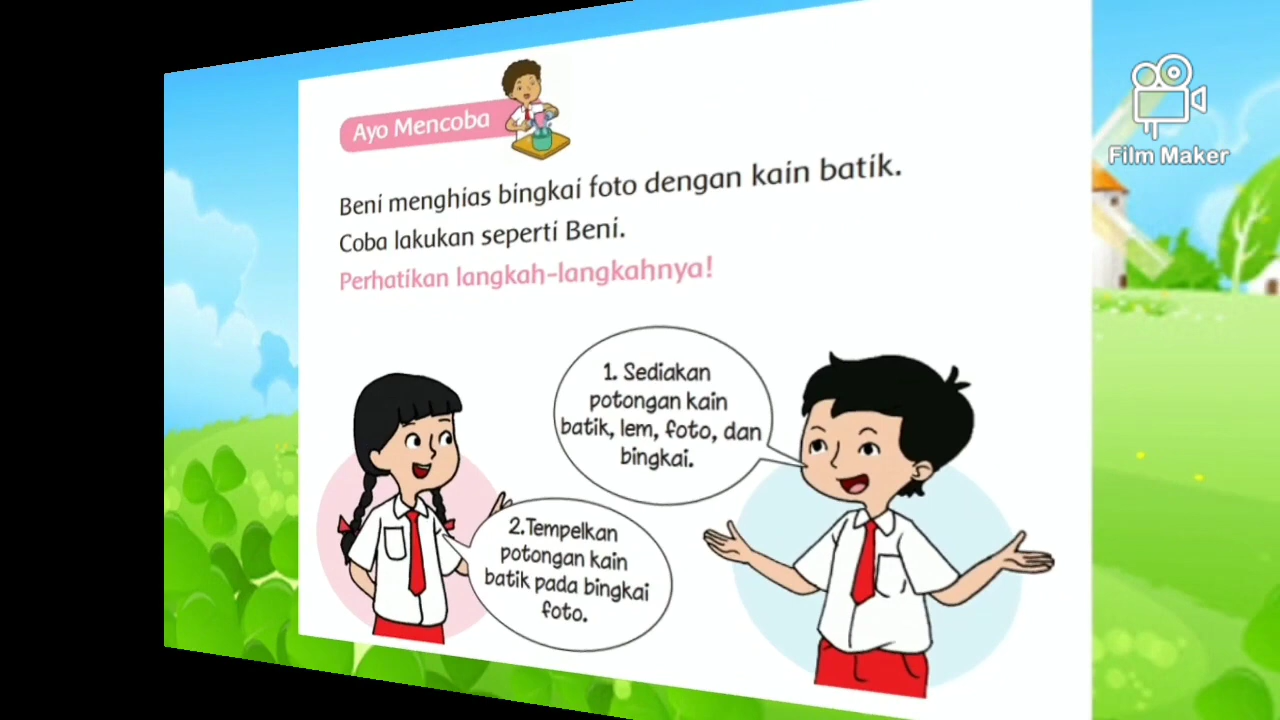 Ayo Mencoba
Film Maker
Beni menghias bingkai foto dengan kain batik.
Coba lakukan seperti Beni.
Perhatikan langkah-langkahnya!
1. Sediakan
potongan kain
batik, lem, foto, dan
bingkai.
2.Tempelkan
potongan kain
batik pada bingkai
foto.